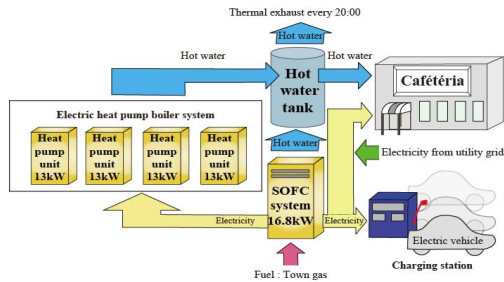 Thermal exhaust every 20:00
Hot water
Hot water
Hot water
Hot
water
tank
Cafétéria
Electric heat pump boiler system
Heat
pump
unit
13kW
Heat
pump
unit
13kW
Heat
pump
unit
13kW
Heat
pump
unit
13kW
Hot water
Electricity from utility grid
SOFC
system
16.8kW
Electricity
Electricity
Electric vehicle
Fuel : Town gas
Charging station